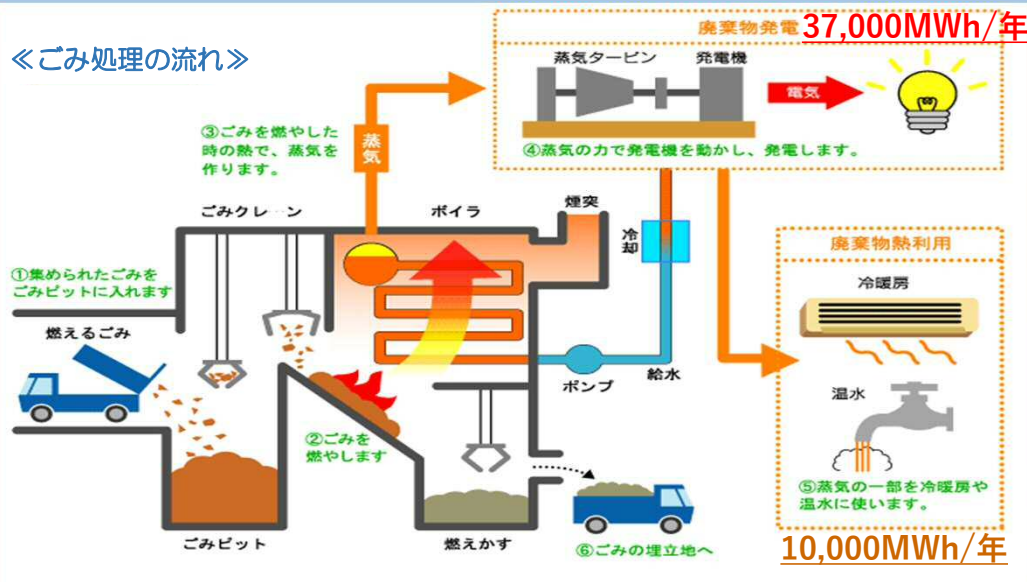 ≪ごみ処理の流れ≫
廃棄物発電 37,000MWh/年
蒸気タービン
発電機
電気
④蒸気の力で発電機を動かし、発電します。
③ごみを燃やした
時の熱で、蒸気を
作ります。
蒸気
ごみクレーン
ボイラ
煙突
冷却
廃棄物熱利用
冷暖房
①集められたごみを
ごみピットに入れます
燃えるごみ
ポンプ
給水
温水
②ごみを
燃やします
⑤蒸気の一部を冷暖房や
温水に使います。
ごみピット
燃えかす
⑥ごみの埋立地へ
10,000MWh/年